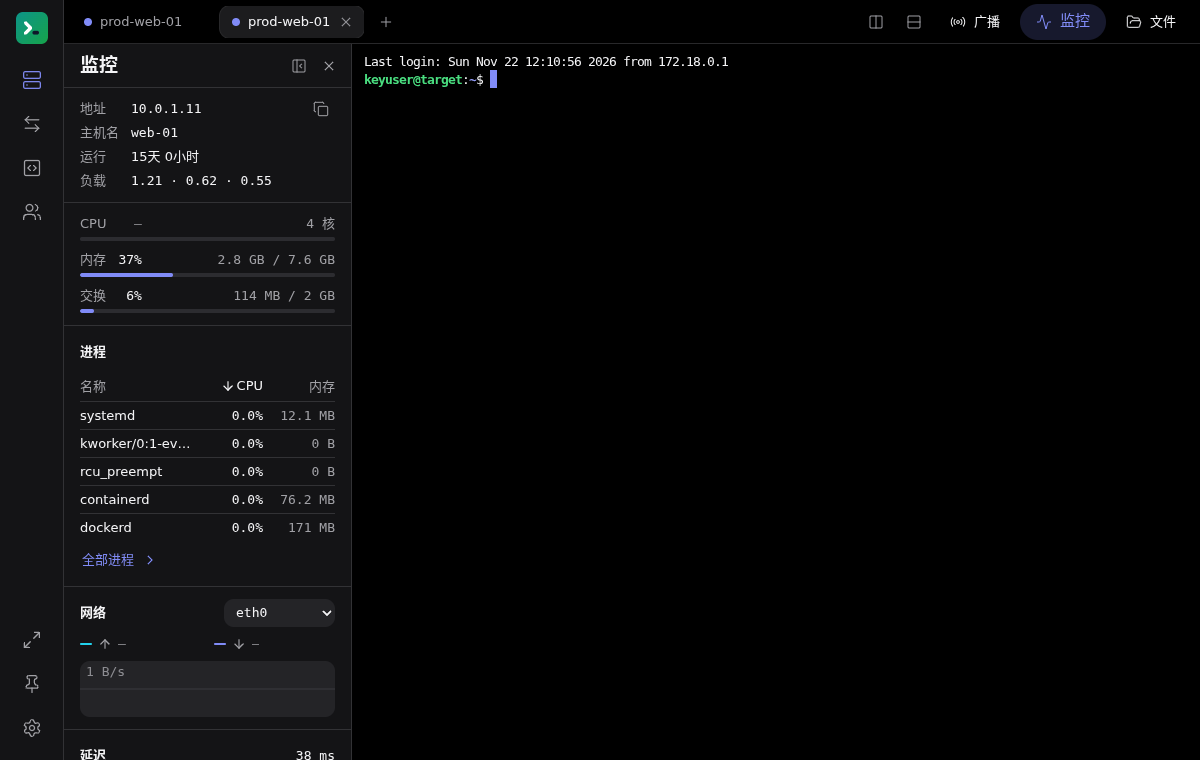 prod-web-01
prod-web-01
广播
监控
文件
监控
地址 10.0.1.11
主机名 web-01
运行 15天 0小时
负载 1.21 · 0.62 · 0.55
CPU — 4 核
内存 37% 2.8 GB / 7.6 GB
交换 6% 114 MB / 2 GB
进程
名称 CPU 内存
systemd 0.0% 12.1 MB
kworker/0:1-ev… 0.0% 0 B
rcu_preempt 0.0% 0 B
containerd 0.0% 76.2 MB
dockerd 0.0% 171 MB
全部进程
网络 eth0
↑ — ↓ —
1 B/s
延迟 38 ms
Last login: Sun Nov 22 12:10:56 2026 from 172.18.0.1
keyuser@target:~$